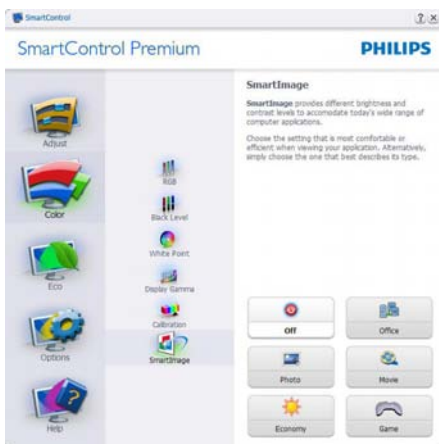 SmartControl
SmartControl Premium
PHILIPS
Adjust
Color
Eco
Options
Help
RGB
Black Level
White Point
Display Gamma
Calibration
SmartImage
SmartImage
SmartImage provides different brightness and
contrast levels to accomodate today's wide range of
computer applications.
Choose the setting that is most comfortable or
efficient when viewing your application. Alternatively,
simply choose the one that best describes its type.
Off
Office
Photo
Movie
Economy
Game